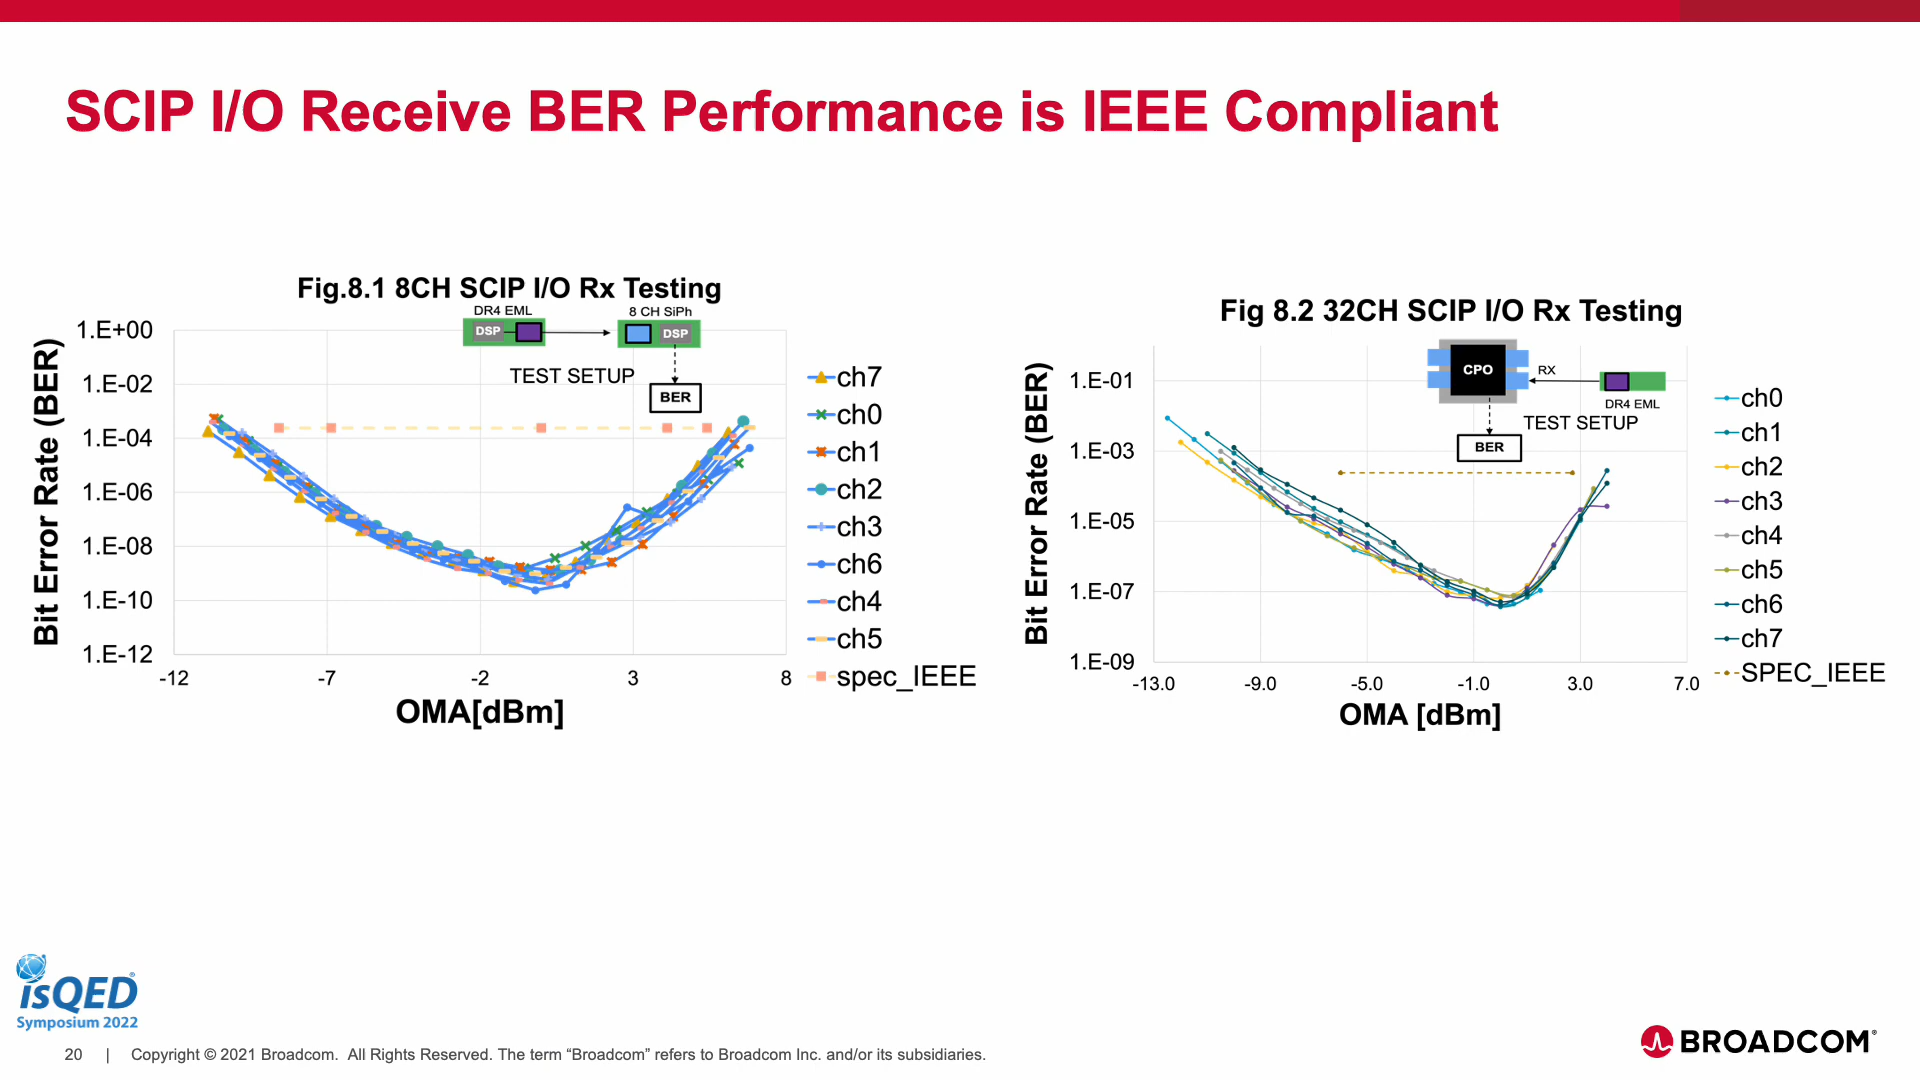 SCIP I/O Receive BER Performance is IEEE Compliant
Fig.8.1 8CH SCIP I/O Rx Testing
DR4 EML
8 CH SiPh
DSP
DSP
TEST SETUP
BER
Bit Error Rate (BER)
1.E+00
1.E-02
1.E-04
1.E-06
1.E-08
1.E-10
1.E-12
-12
-7
-2
3
8
OMA[dBm]
ch7
ch0
ch1
ch2
ch3
ch6
ch4
ch5
spec_IEEE
Fig 8.2 32CH SCIP I/O Rx Testing
CPO
RX
DR4 EML
TEST SETUP
BER
Bit Error Rate (BER)
1.E-01
1.E-03
1.E-05
1.E-07
1.E-09
-13.0
-9.0
-5.0
-1.0
3.0
7.0
OMA [dBm]
ch0
ch1
ch2
ch3
ch4
ch5
ch6
ch7
SPEC_IEEE
isQED®
Symposium 2022
20 | Copyright © 2021 Broadcom. All Rights Reserved. The term “Broadcom” refers to Broadcom Inc. and/or its subsidiaries.
BROADCOM®